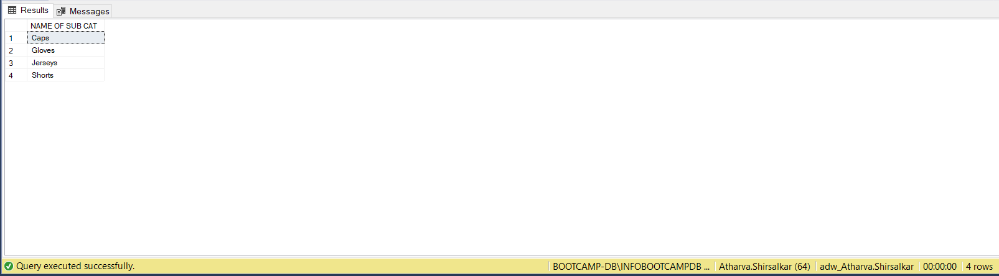 Results Messages
NAME OF SUB CAT
1 Caps
2 Gloves
3 Jerseys
4 Shorts
Query executed successfully. BOOTCAMP-DB\INFOBOOTCAMPDB ... Atharva.Shirsalkar (64) adw_Atharva.Shirsalkar 00:00:00 4 rows